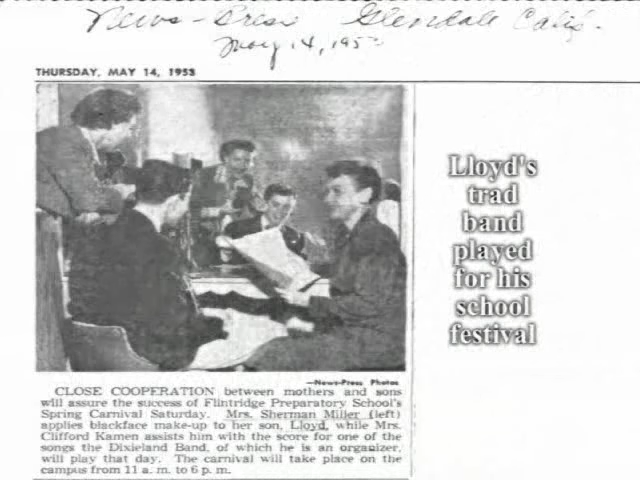 News-Press Glendale Calif.
May 14, 1953
THURSDAY, MAY 14, 1953
Lloyd's
trad
band
played
for his
school
festival
—News-Press Photos
CLOSE COOPERATION between mothers and sons
will assure the success of Flintridge Preparatory School's
Spring Carnival Saturday. Mrs. Sherman Miller (left)
applies blackface make-up to her son, Lloyd, while Mrs.
Clifford Kamen assists him with the score for one of the
songs the Dixieland Band, of which he is an organizer,
will play that day. The carnival will take place on the
campus from 11 a. m. to 6 p. m.